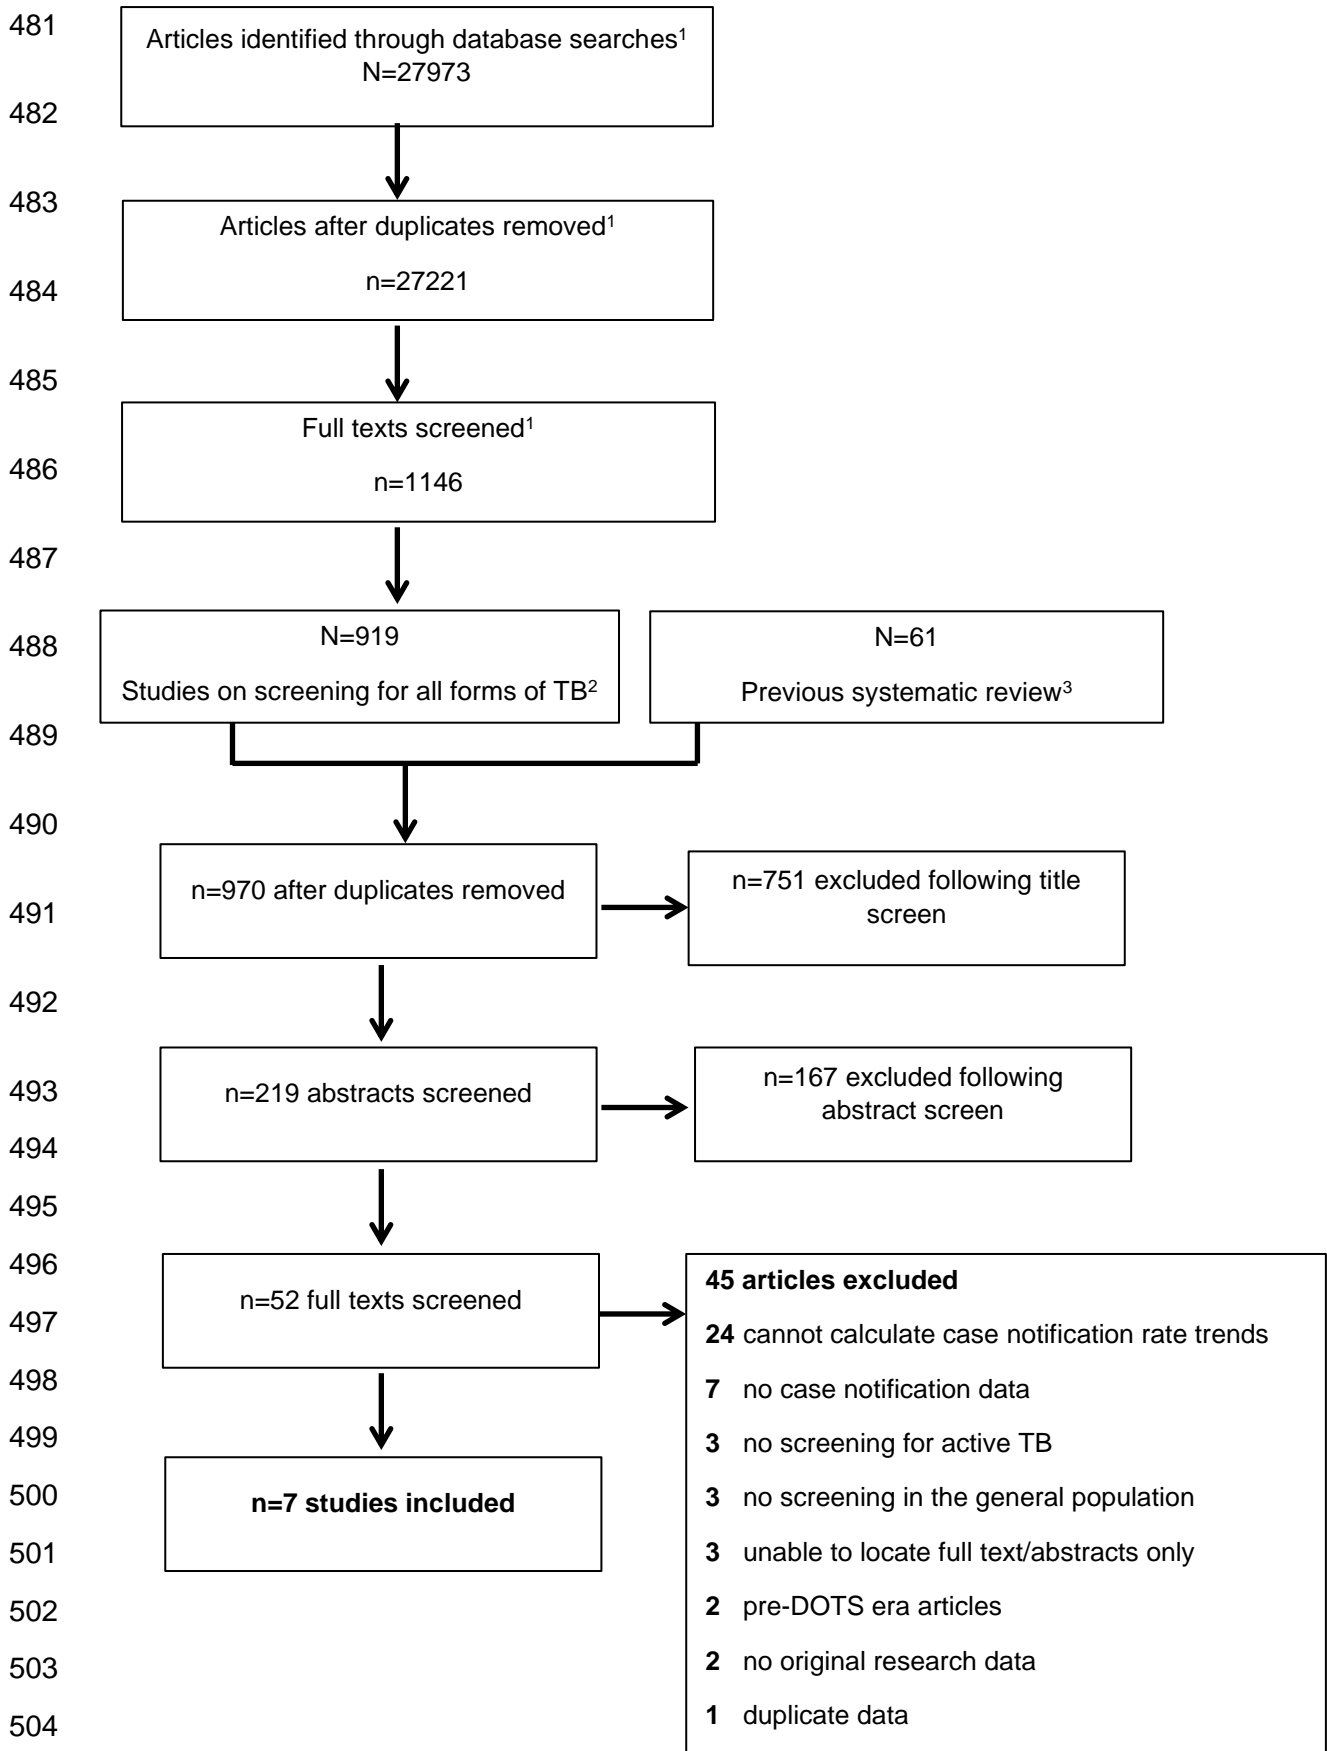 481
Articles identified through database searches¹
N=27973
482
483
Articles after duplicates removed¹
n=27221
484
485
Full texts screened¹
n=1146
486
487
N=919
Studies on screening for all forms of TB²
N=61
Previous systematic review³
488
489
490
n=970 after duplicates removed
n=751 excluded following title
screen
491
492
n=219 abstracts screened
n=167 excluded following
abstract screen
493
494
495
496
n=52 full texts screened
497
45 articles excluded
24 cannot calculate case notification rate trends
7 no case notification data
3 no screening for active TB
3 no screening in the general population
3 unable to locate full text/abstracts only
2 pre-DOTS era articles
2 no original research data
1 duplicate data
498
499
n=7 studies included
500
501
502
503
504